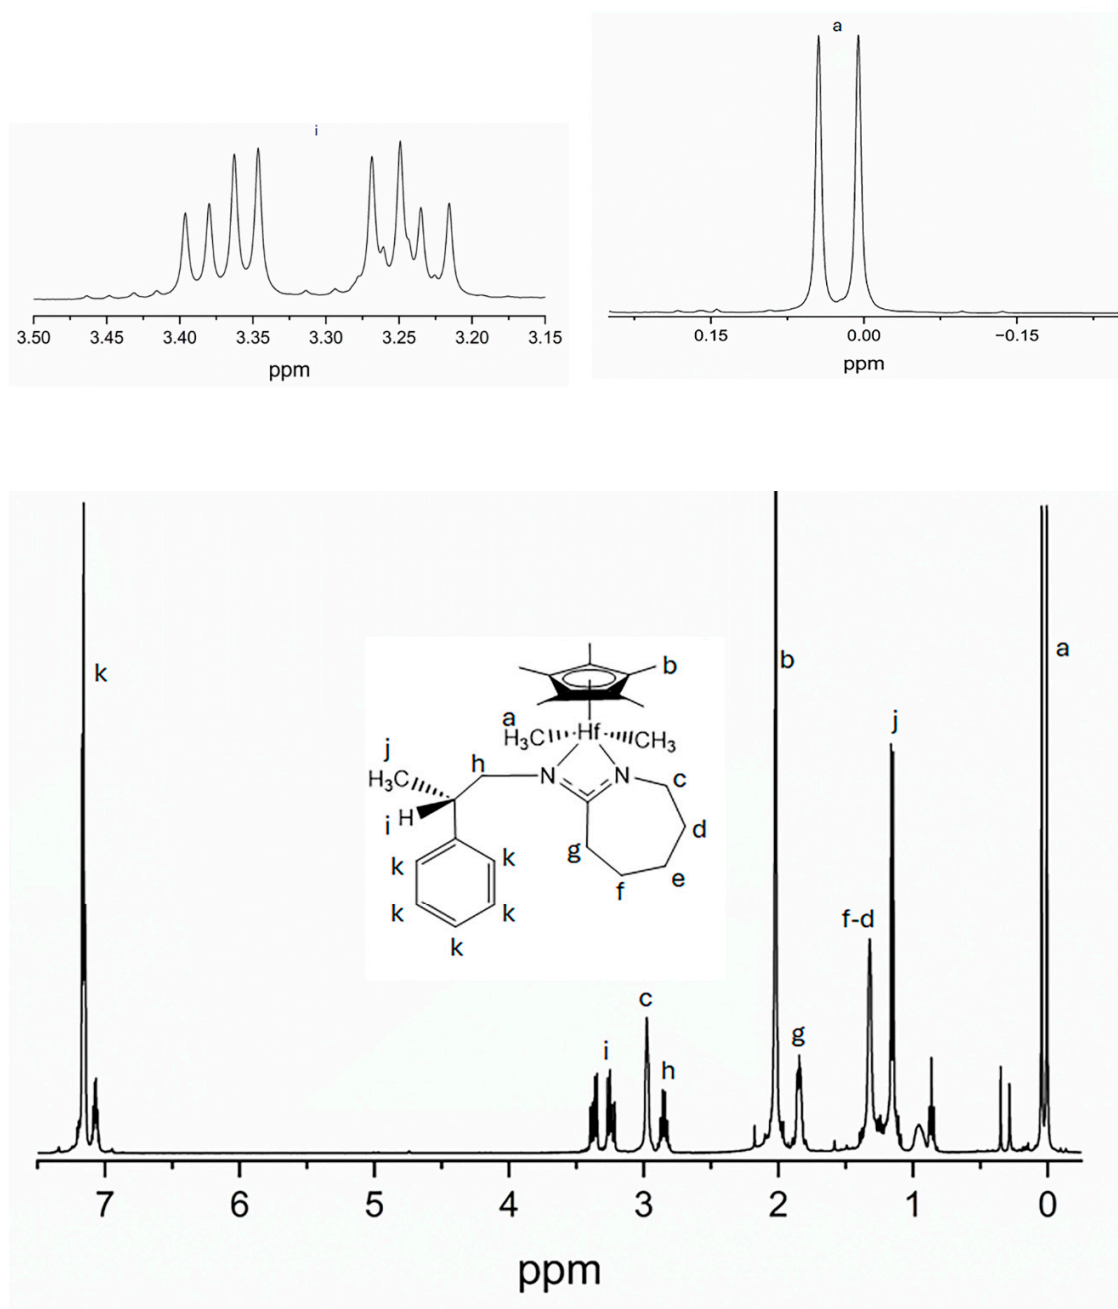 a
i
3.50 3.45 3.40 3.35 3.30 3.25 3.20 3.15
ppm
0.15 0.00 −0.15
ppm
k
b
a
b
a
H₃C
Hf
CH₃
j
j
h
H₃C
N
N
c
H
i
d
k
k
g
e
f
k
k
k
f-d
c
g
i
h
7 6 5 4 3 2 1 0
ppm